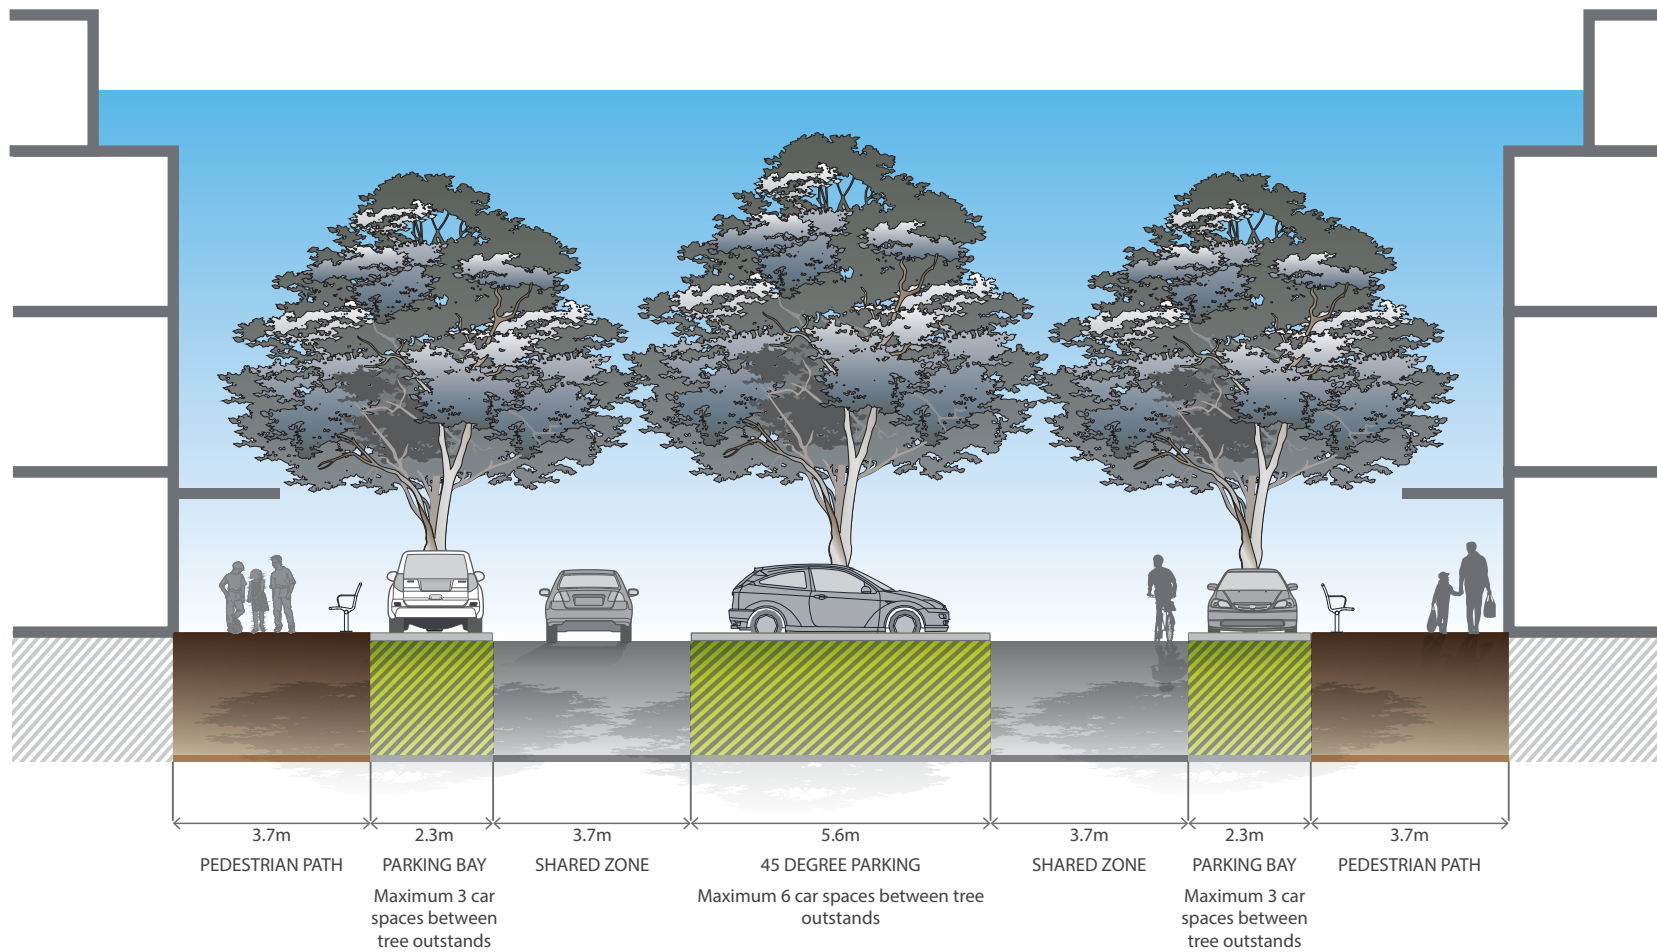 3.7m
2.3m
3.7m
5.6m
3.7m
2.3m
3.7m
PEDESTRIAN PATH
PARKING BAY
SHARED ZONE
45 DEGREE PARKING
SHARED ZONE
PARKING BAY
PEDESTRIAN PATH
Maximum 3 car
spaces between
tree outstands
Maximum 6 car spaces between tree
outstands
Maximum 3 car
spaces between
tree outstands